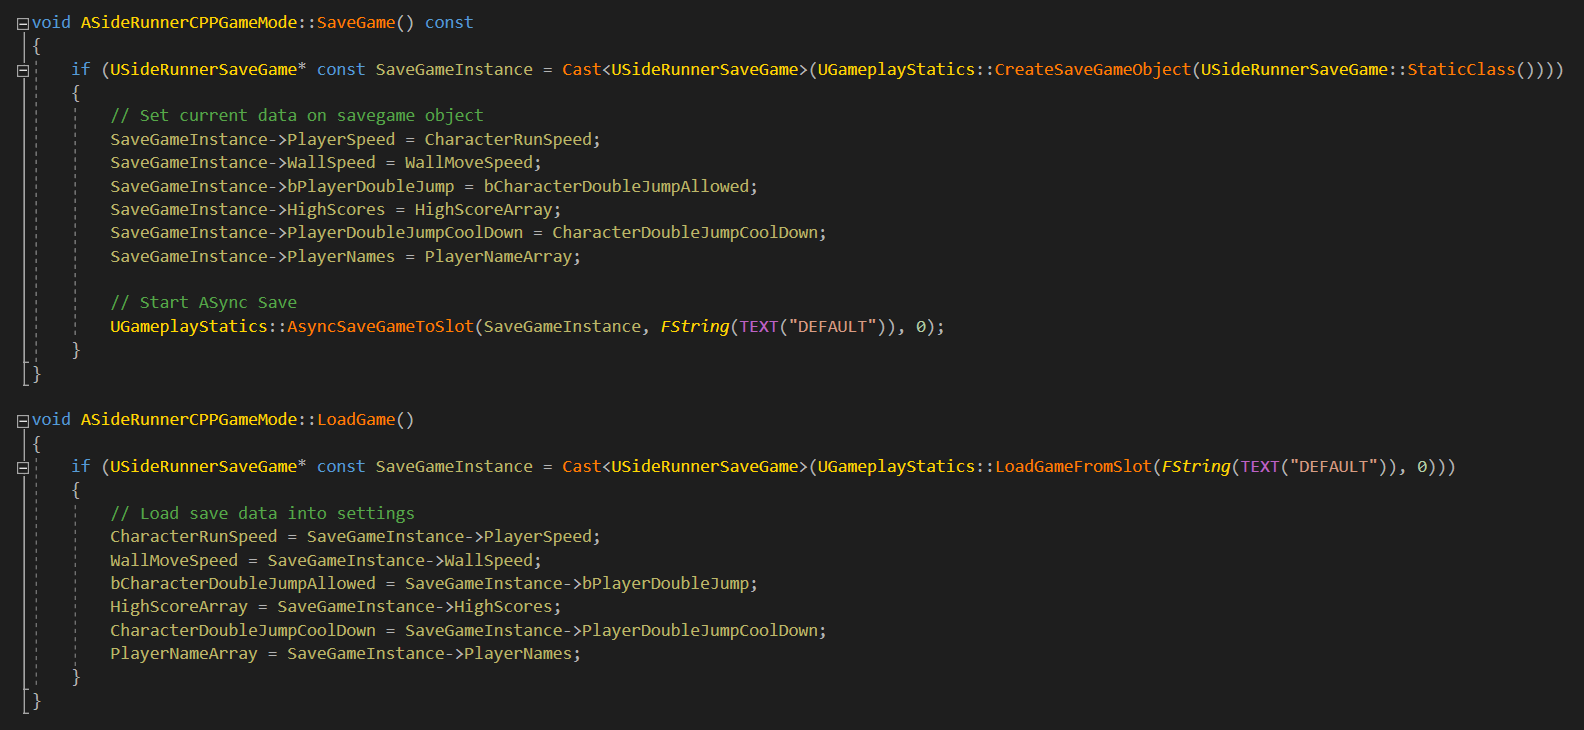 void ASideRunnerCPPGameMode::SaveGame() const
{
if (USideRunnerSaveGame* const SaveGameInstance = Cast<USideRunnerSaveGame>(UGameplayStatics::CreateSaveGameObject(USideRunnerSaveGame::StaticClass())))
{
// Set current data on savegame object
SaveGameInstance->PlayerSpeed = CharacterRunSpeed;
SaveGameInstance->WallSpeed = WallMoveSpeed;
SaveGameInstance->bPlayerDoubleJump = bCharacterDoubleJumpAllowed;
SaveGameInstance->HighScores = HighScoreArray;
SaveGameInstance->PlayerDoubleJumpCoolDown = CharacterDoubleJumpCoolDown;
SaveGameInstance->PlayerNames = PlayerNameArray;
// Start ASync Save
UGameplayStatics::AsyncSaveGameToSlot(SaveGameInstance, FString(TEXT("DEFAULT")), 0);
}
}
void ASideRunnerCPPGameMode::LoadGame()
{
if (USideRunnerSaveGame* const SaveGameInstance = Cast<USideRunnerSaveGame>(UGameplayStatics::LoadGameFromSlot(FString(TEXT("DEFAULT")), 0)))
{
// Load save data into settings
CharacterRunSpeed = SaveGameInstance->PlayerSpeed;
WallMoveSpeed = SaveGameInstance->WallSpeed;
bCharacterDoubleJumpAllowed = SaveGameInstance->bPlayerDoubleJump;
HighScoreArray = SaveGameInstance->HighScores;
CharacterDoubleJumpCoolDown = SaveGameInstance->PlayerDoubleJumpCoolDown;
PlayerNameArray = SaveGameInstance->PlayerNames;
}
}